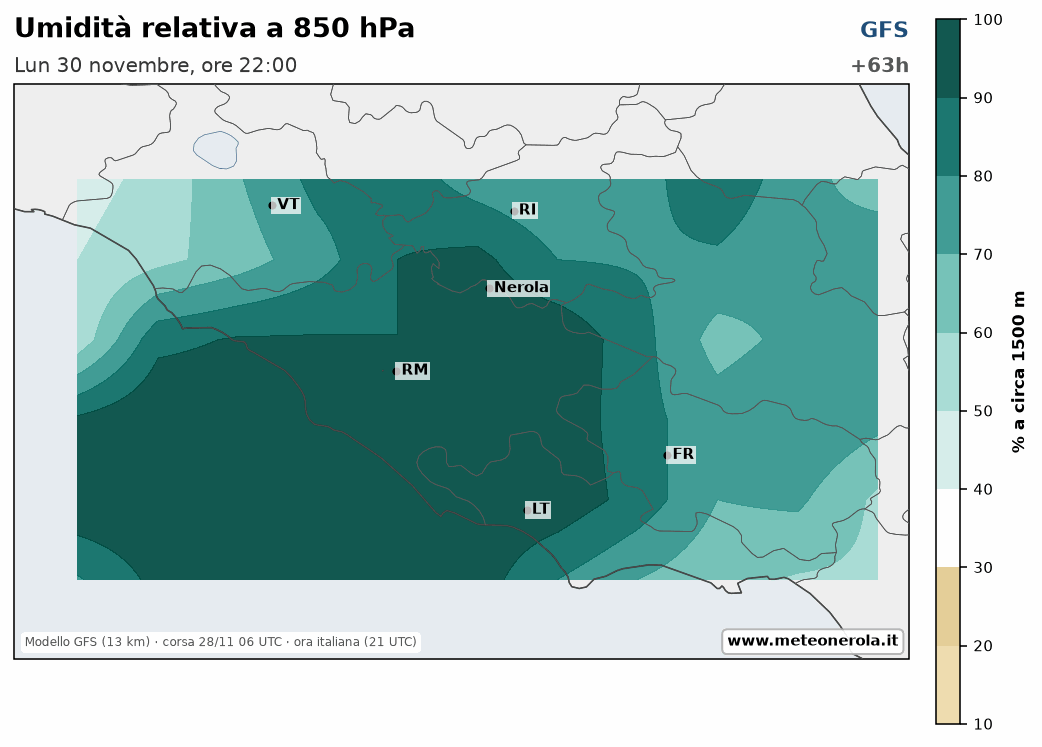 Umidità relativa a 850 hPa
GFS
Lun 30 novembre, ore 22:00
+63h
VT
RI
Nerola
RM
FR
LT
Modello GFS (13 km) · corsa 28/11 06 UTC · ora italiana (21 UTC)
www.meteonerola.it
100
90
80
70
60
50
40
30
20
10
% a circa 1500 m